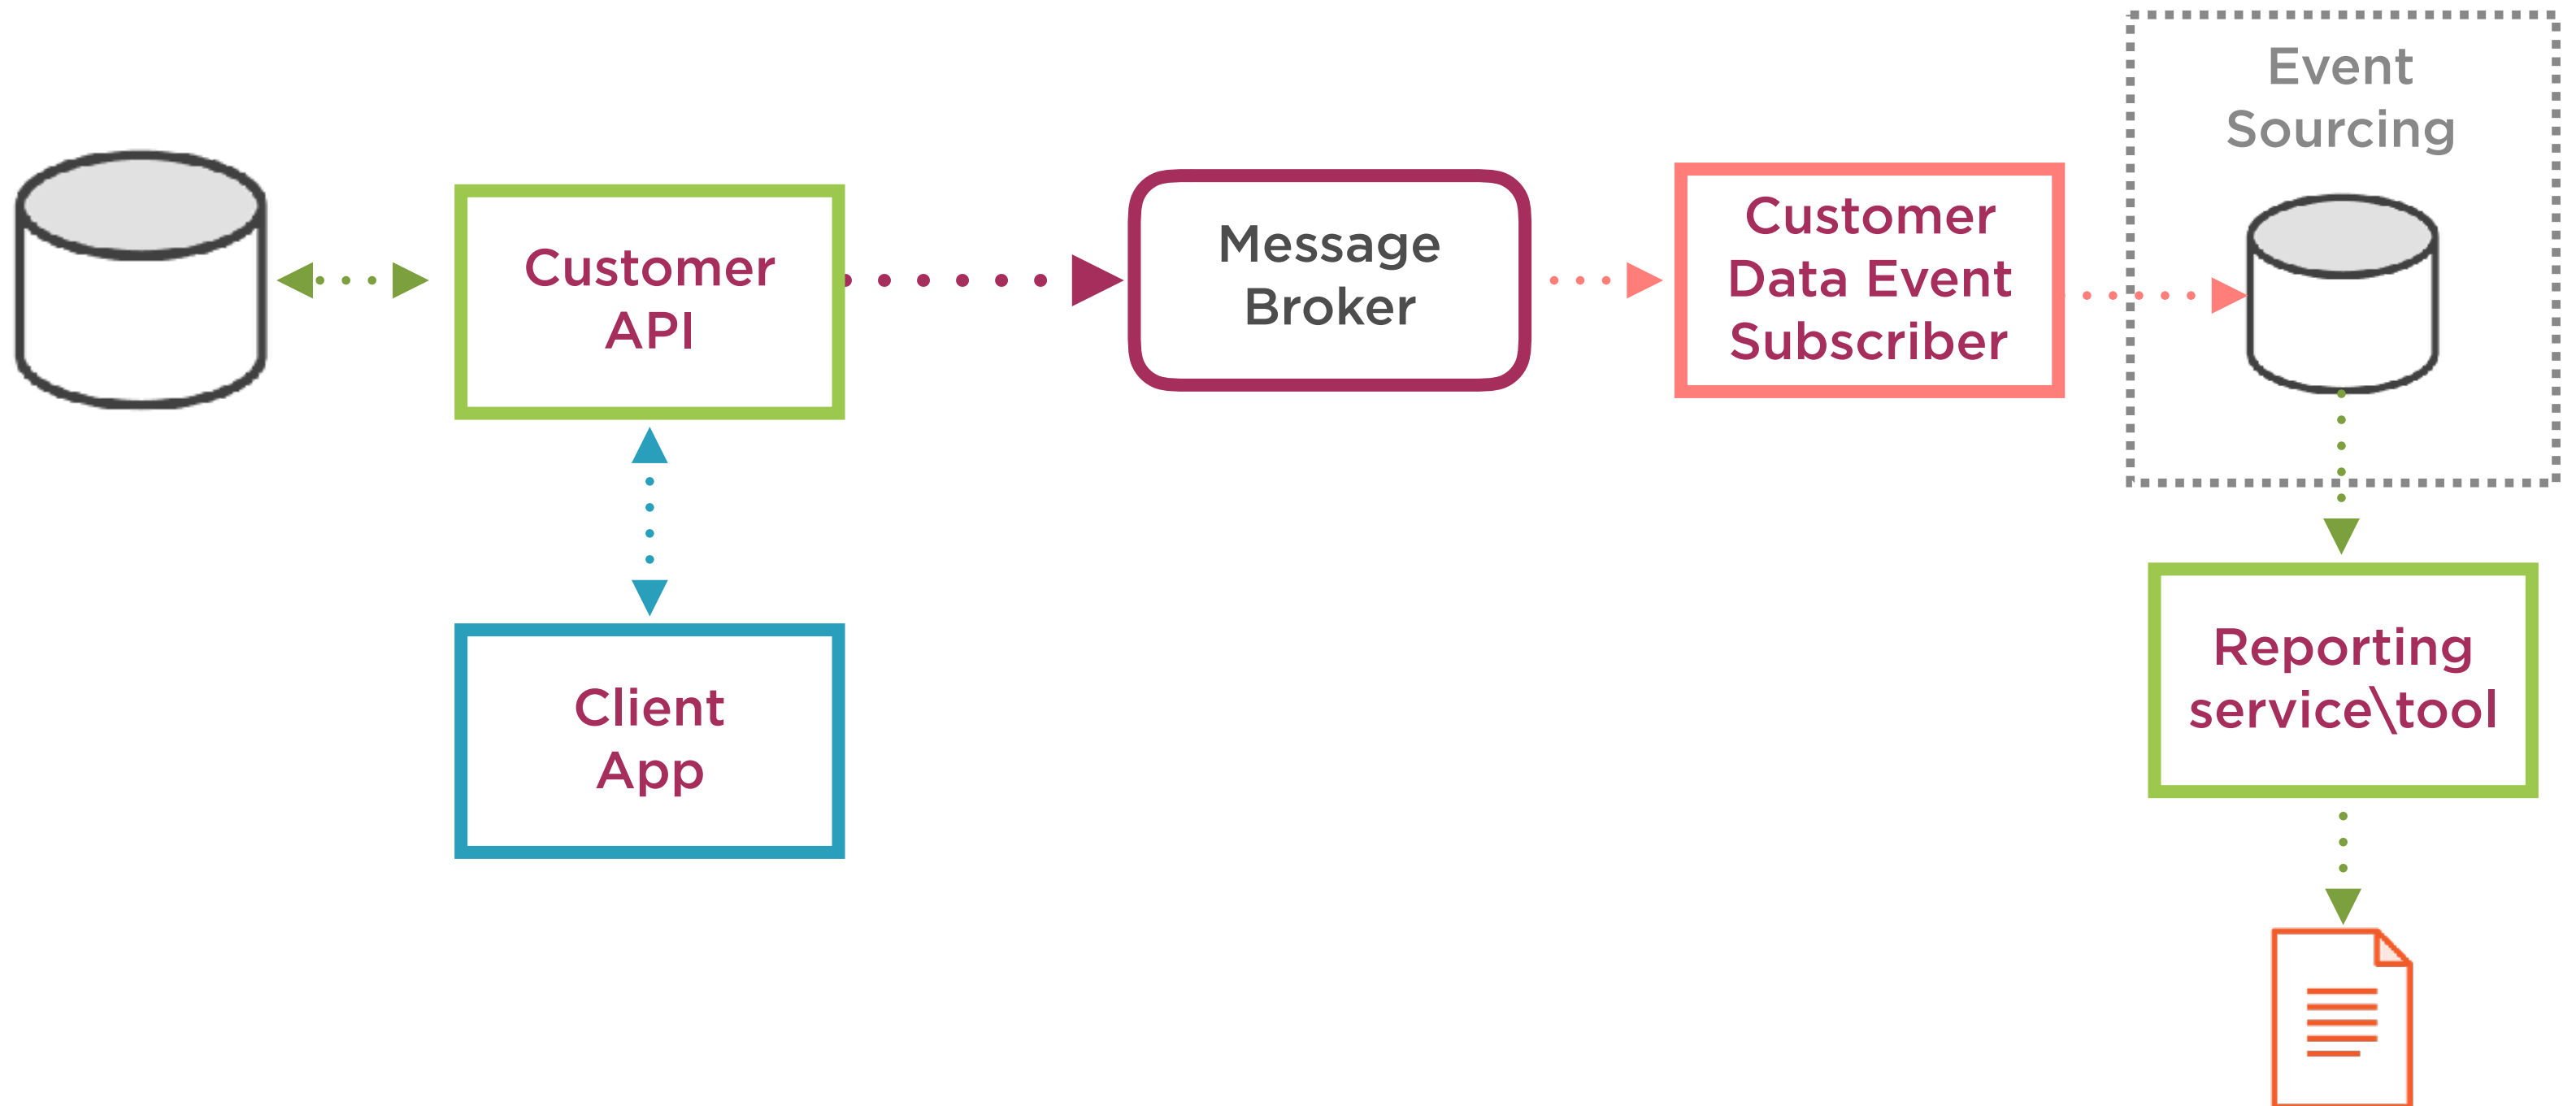 Event
Sourcing
Customer
API
Message
Broker
Customer
Data Event
Subscriber
Client
App
Reporting
service\tool